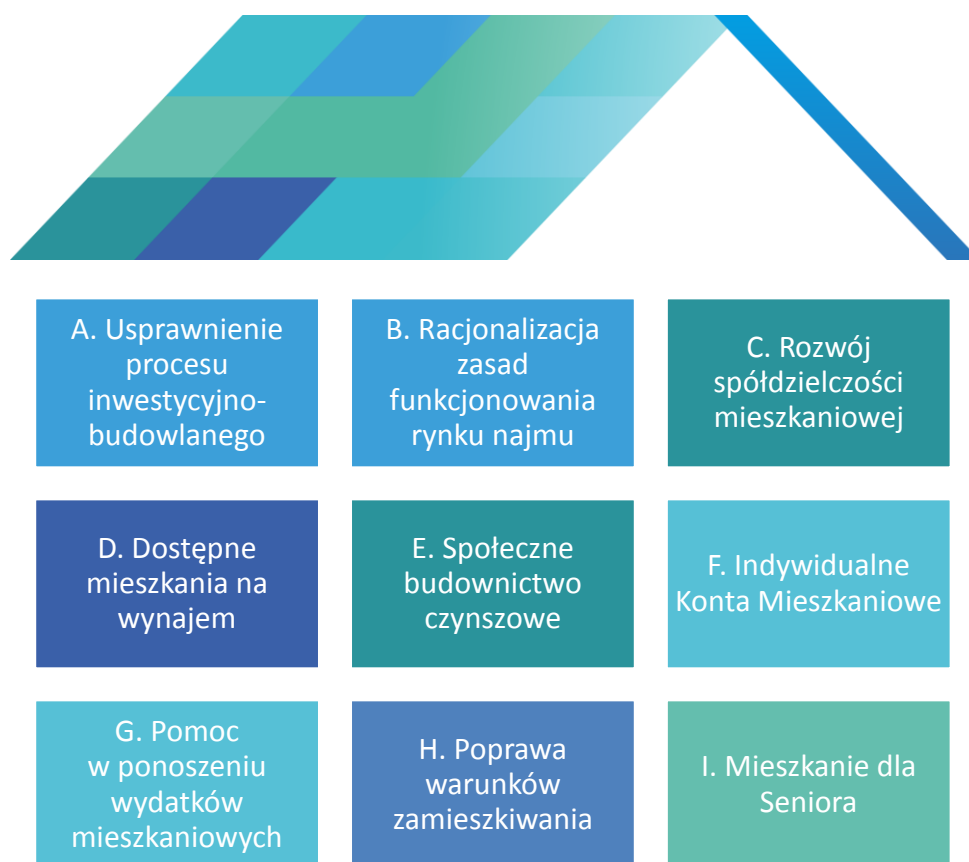 A. Usprawnienie
procesu
inwestycyjno-
budowlanego
B. Racjonalizacja
zasad
funkcjonowania
rynku najmu
C. Rozwój
spółdzielczości
mieszkaniowej
D. Dostępne
mieszkania na
wynajem
E. Społeczne
budownictwo
czynszowe
F. Indywidualne
Konta Mieszkaniowe
G. Pomoc
w ponoszeniu
wydatków
mieszkaniowych
H. Poprawa
warunków
zamieszkiwania
I. Mieszkanie dla
Seniora